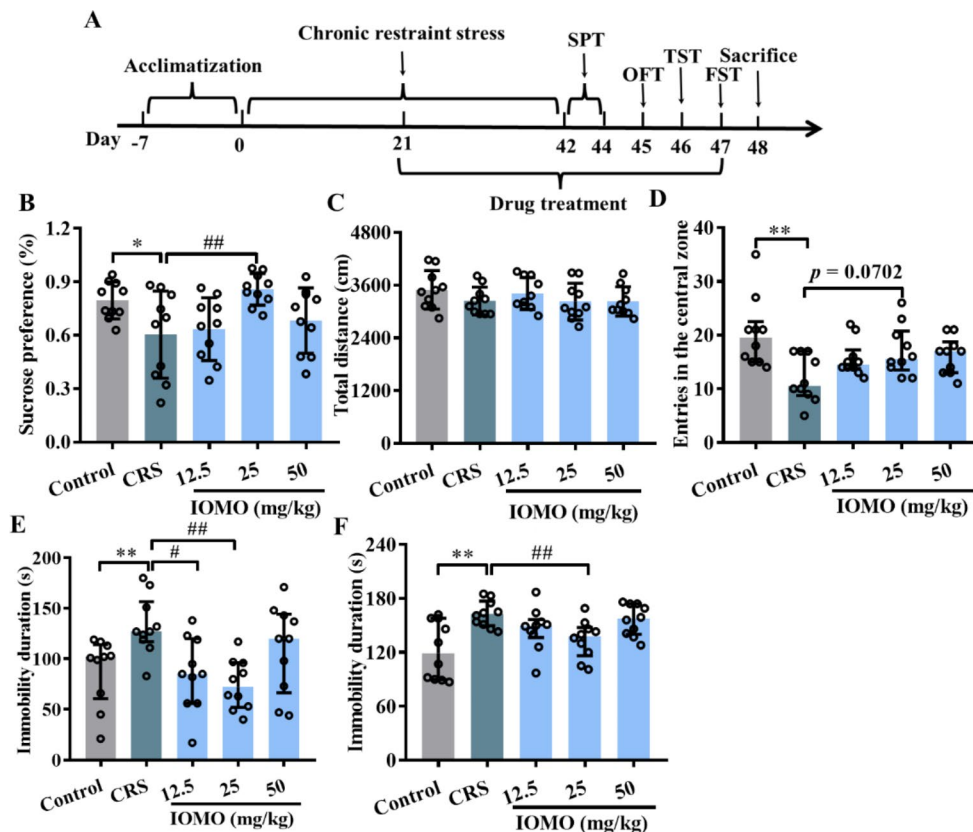 A
Chronic restraint stress
Acclimatization
SPT
OFT
TST
FST
Sacrifice
Day -7 0 21 42 44 45 46 47 48
Drug treatment
B
Sucrose preference (%)
1.2
0.9
0.6
0.3
0.0
* ##
Control CRS 12.5 25 50
IOMO (mg/kg)
C
Total distance (cm)
4800
3600
2400
1200
0
Control CRS 12.5 25 50
IOMO (mg/kg)
D
Entries in the central zone
40
30
20
10
0
**
p = 0.0702
Control CRS 12.5 25 50
IOMO (mg/kg)
E
Immobility duration (s)
200
150
100
50
0
##
** #
Control CRS 12.5 25 50
IOMO (mg/kg)
F
Immobility duration (s)
240
180
120
60
0
** ##
Control CRS 12.5 25 50
IOMO (mg/kg)